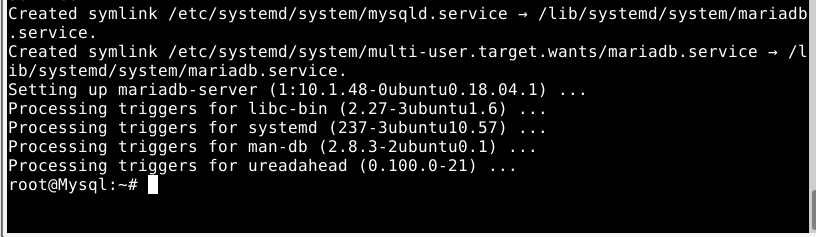 Created symlink /etc/systemd/system/mysqld.service → /lib/systemd/system/mariadb
.service.
Created symlink /etc/systemd/system/multi-user.target.wants/mariadb.service → /l
ib/systemd/system/mariadb.service.
Setting up mariadb-server (1:10.1.48-0ubuntu0.18.04.1) ...
Processing triggers for libc-bin (2.27-3ubuntu1.6) ...
Processing triggers for systemd (237-3ubuntu10.57) ...
Processing triggers for man-db (2.8.3-2ubuntu0.1) ...
Processing triggers for ureadahead (0.100.0-21) ...
root@Mysql:~#